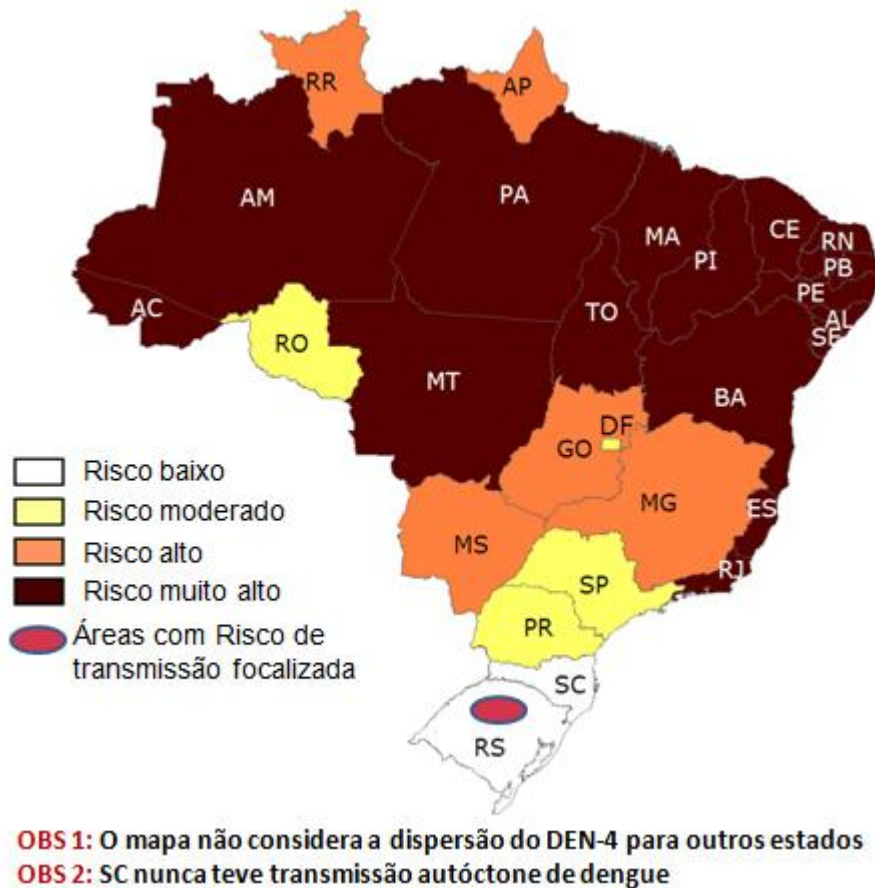 RR
AP
AM
PA
MA
CE
RN
PB
PI
PE
AC
TO
AL
SE
RO
MT
BA
DF
GO
Risco baixo
Risco moderado
MG
ES
MS
Risco alto
RJ
SP
Risco muito alto
PR
Áreas com Risco de
transmissão focalizada
SC
RS
OBS 1: O mapa não considera a dispersão do DEN-4 para outros estados
OBS 2: SC nunca teve transmissão autóctone de dengue